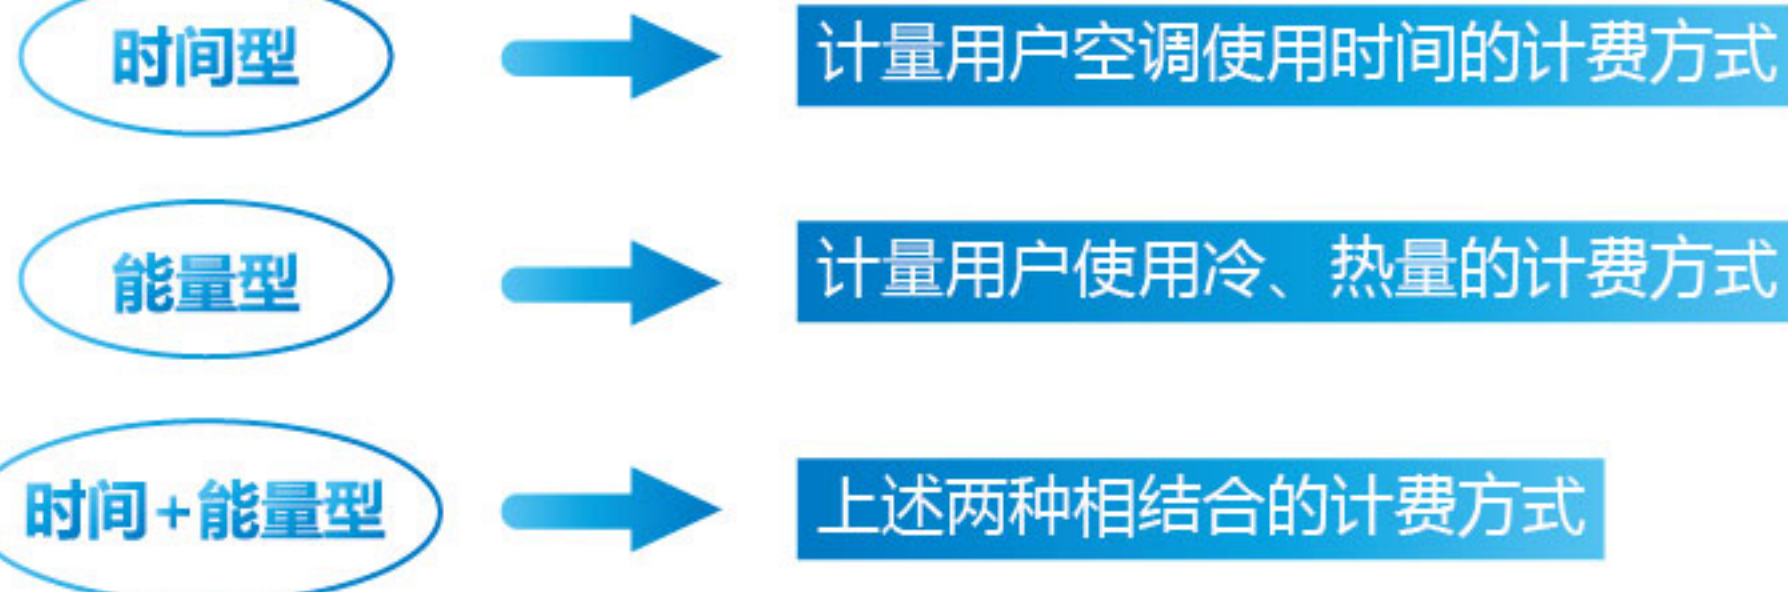 时间型
计量用户空调使用时间的计费方式
能量型
计量用户使用冷、热量的计费方式
时间+能量型
上述两种相结合的计费方式